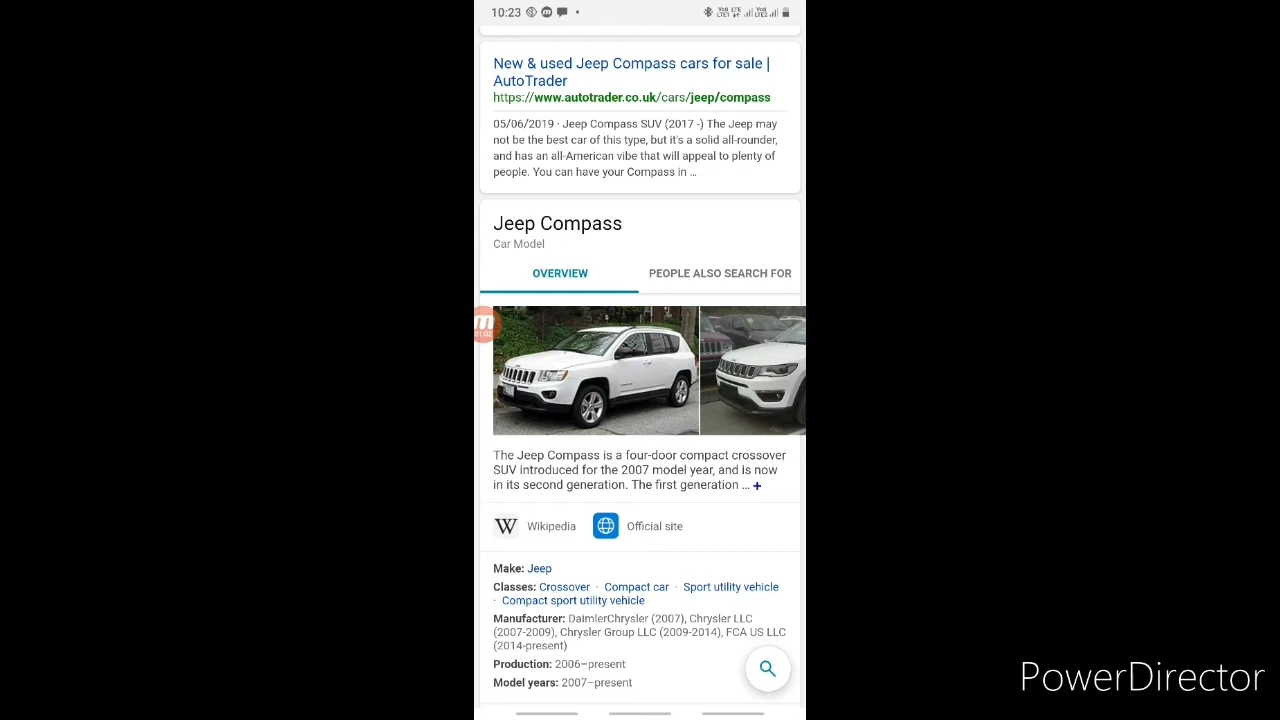 10:23
New & used Jeep Compass cars for sale |
AutoTrader
https://www.autotrader.co.uk/cars/jeep/compass
05/06/2019 · Jeep Compass SUV (2017 -) The Jeep may
not be the best car of this type, but it's a solid all-rounder,
and has an all-American vibe that will appeal to plenty of
people. You can have your Compass in ...
Jeep Compass
Car Model
OVERVIEW
PEOPLE ALSO SEARCH FOR
01:02
The Jeep Compass is a four-door compact crossover
SUV introduced for the 2007 model year, and is now
in its second generation. The first generation ... +
W Wikipedia
Official site
Make: Jeep
Classes: Crossover · Compact car · Sport utility vehicle
· Compact sport utility vehicle
Manufacturer: DaimlerChrysler (2007), Chrysler LLC
(2007-2009), Chrysler Group LLC (2009-2014), FCA US LLC
(2014-present)
Production: 2006–present
Model years: 2007–present
PowerDirector